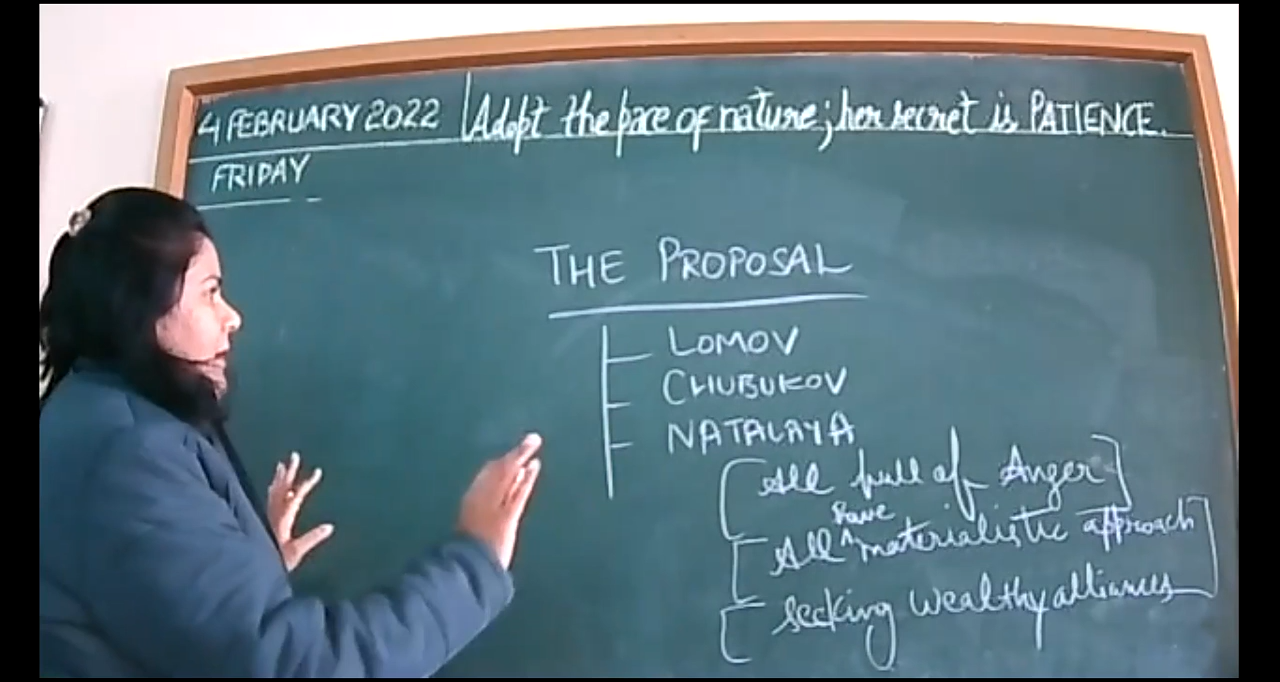 4 FEBRUARY 2022 Adopt the pace of nature; her secret is PATIENCE.
FRIDAY
THE PROPOSAL
LOMOV
CHUBUKOV
NATALAYA
All full of Anger
have
All ^ materialistic approach
seeking wealthy alliances